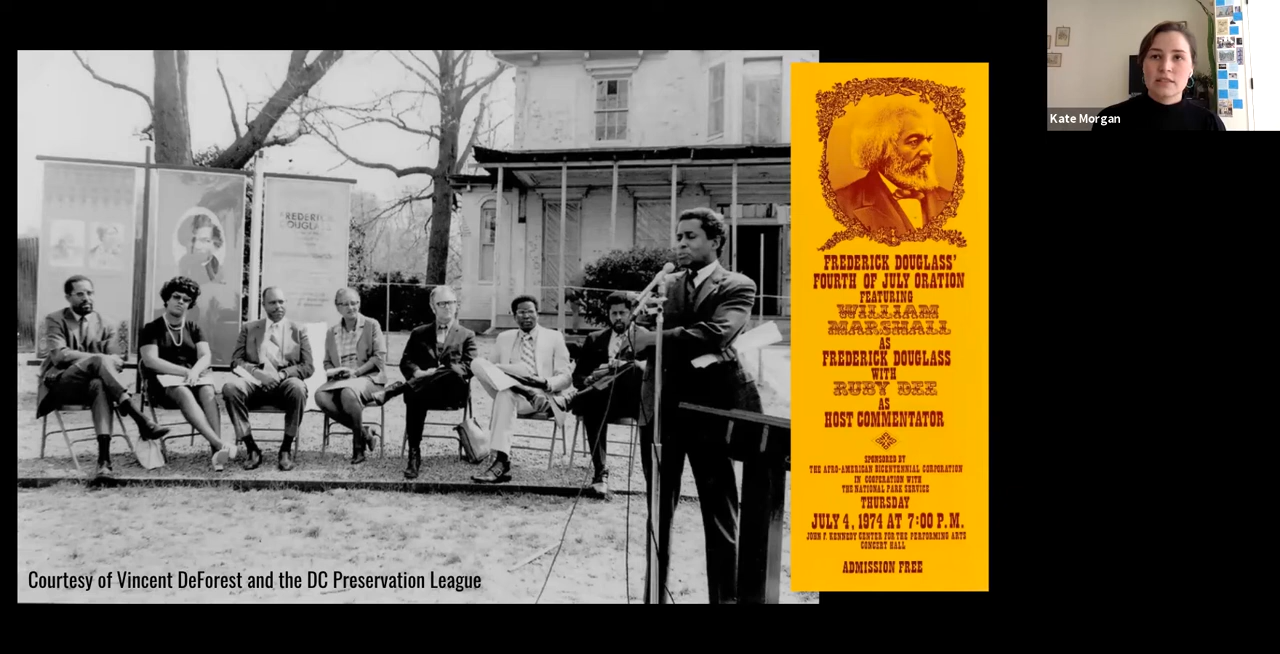 Kate Morgan
FREDERICK
DOUGLASS
Courtesy of Vincent DeForest and the DC Preservation League
FREDERICK DOUGLASS'
FOURTH OF JULY ORATION
FEATURING
WILLIAM
MARSHALL
AS
FREDERICK DOUGLASS
WITH
RUBY DEE
AS
HOST COMMENTATOR
SPONSORED BY
THE AFRO-AMERICAN BICENTENNIAL CORPORATION
IN COOPERATION WITH
THE NATIONAL PARK SERVICE
THURSDAY
JULY 4, 1974 AT 7:00 P.M.
JOHN F. KENNEDY CENTER FOR THE PERFORMING ARTS
CONCERT HALL
ADMISSION FREE